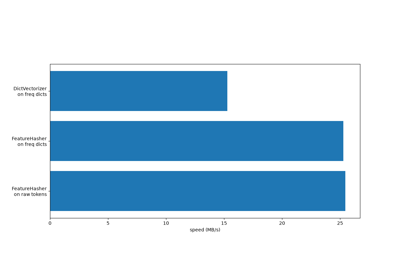 DictVectorizer
on freq dicts
FeatureHasher
on freq dicts
FeatureHasher
on raw tokens
0 5 10 15 20 25
speed (MB/s)